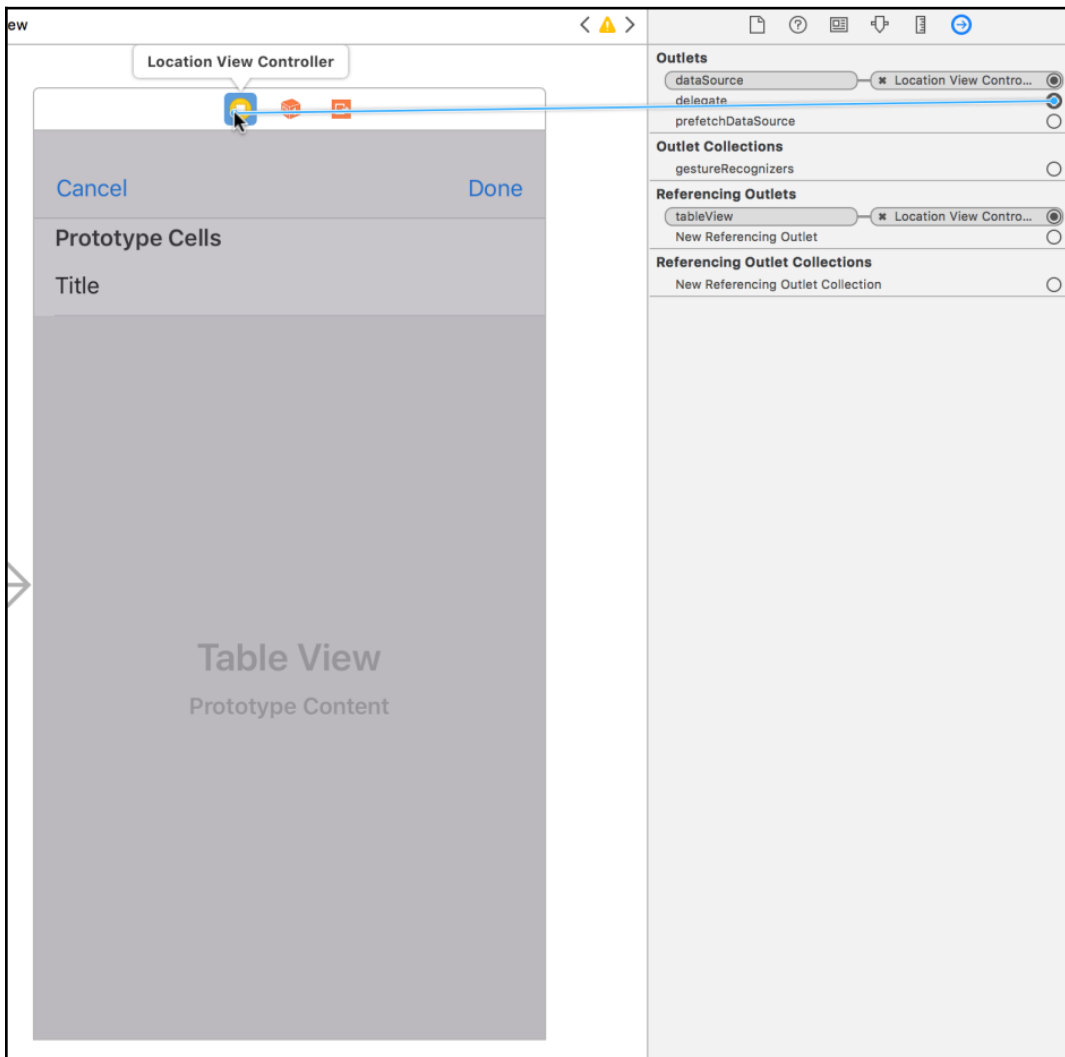 ew
Location View Controller
Cancel
Done
Prototype Cells
Title
Table View
Prototype Content
Outlets
dataSource
Location View Contro...
delegate
prefetchDataSource
Outlet Collections
gestureRecognizers
Referencing Outlets
tableView
Location View Contro...
New Referencing Outlet
Referencing Outlet Collections
New Referencing Outlet Collection